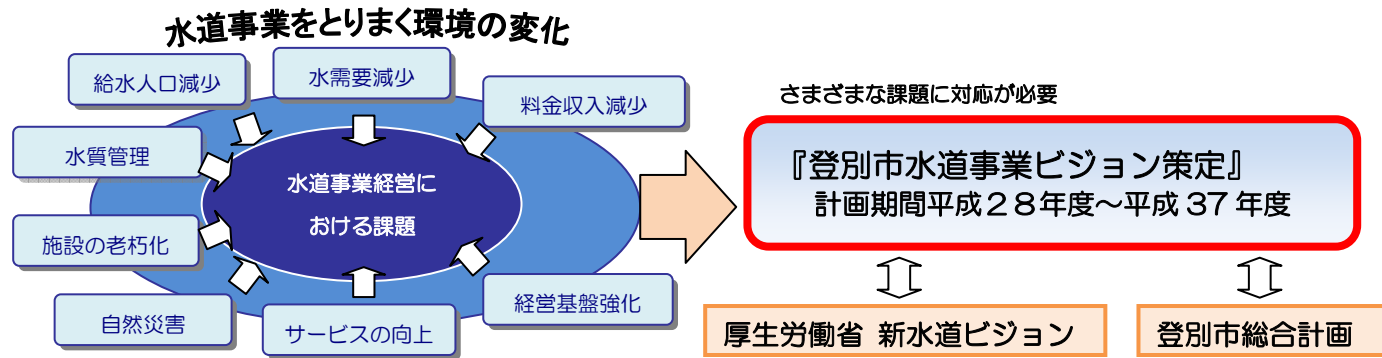 水道事業をとりまく環境の変化
給水人口減少
水需要減少
料金収入減少
水質管理
施設の老朽化
自然災害
サービスの向上
経営基盤強化
水道事業経営に
おける課題
さまざまな課題に対応が必要
『登別市水道事業ビジョン策定』
計画期間平成２８年度～平成 37 年度
厚生労働省 新水道ビジョン
登別市総合計画